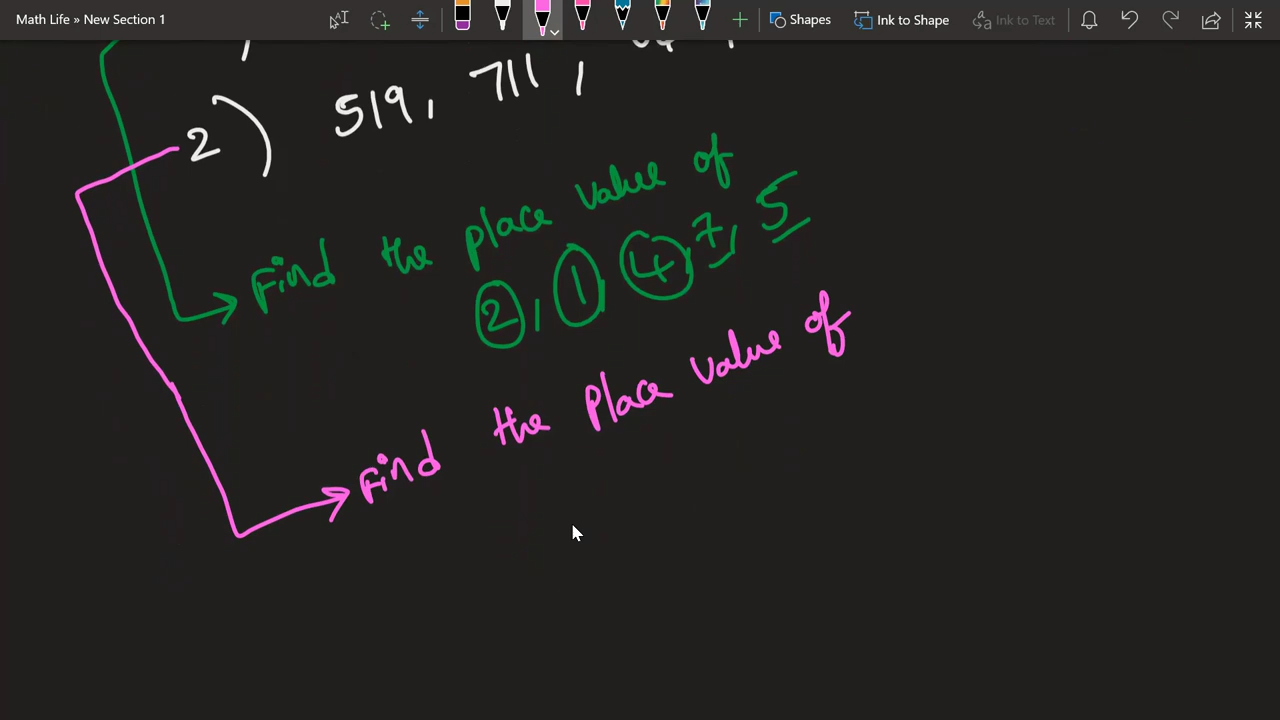 Math Life » New Section 1
Shapes
Ink to Shape
Ink to Text
2) 519, 711,
Find the place value of
2, 1, 4, 7, 5
Find the place value of